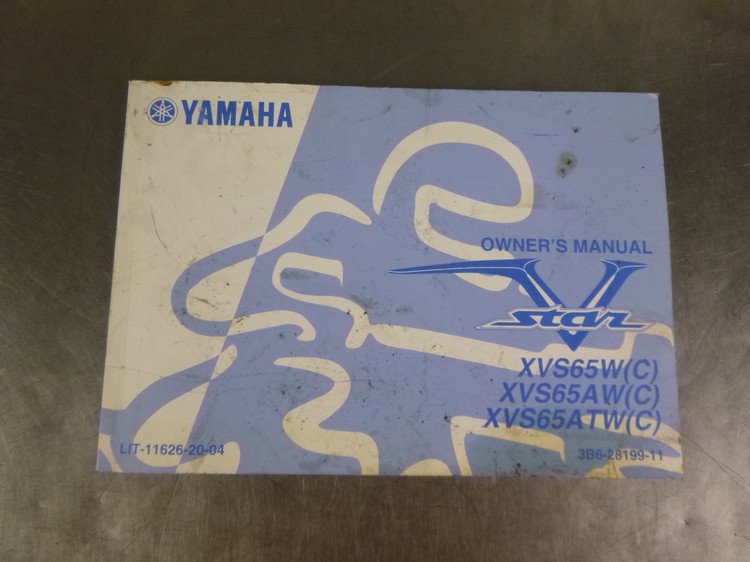 YAMAHA
OWNER'S MANUAL
V star
XVS65W(C)
XVS65AW(C)
XVS65ATW(C)
LIT-11626-20-04
3B6-28199-11